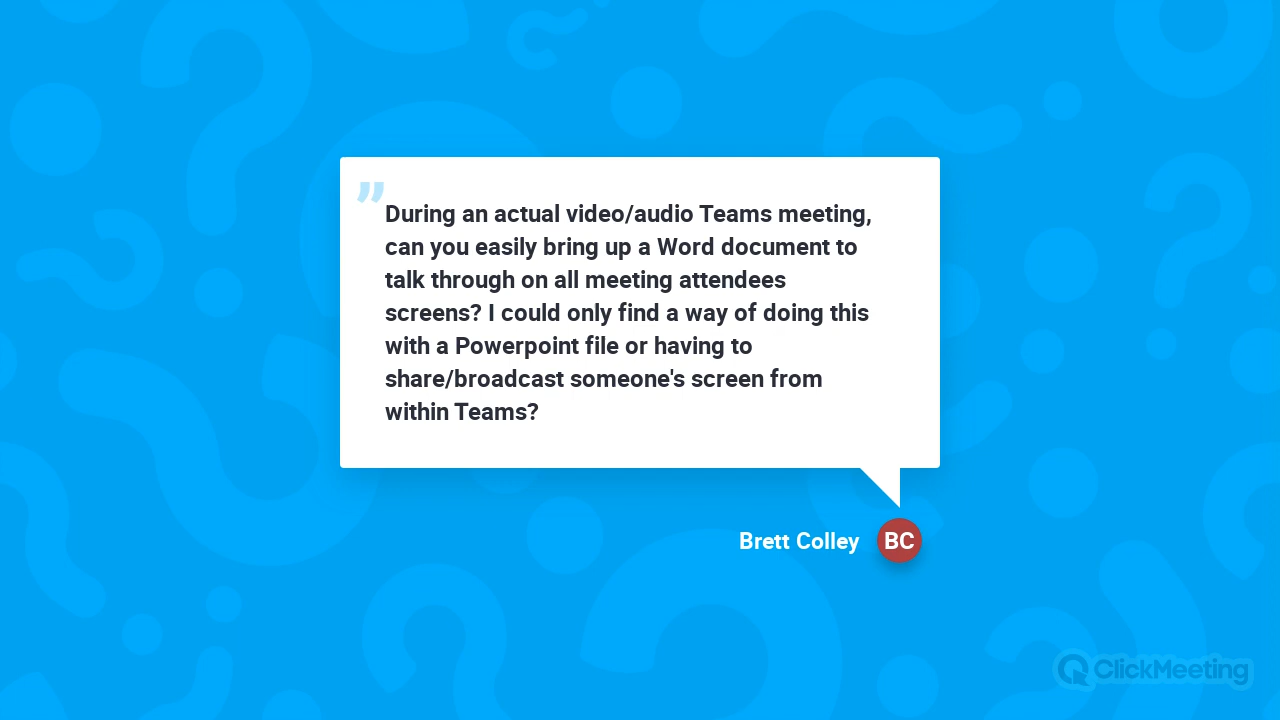 ”
During an actual video/audio Teams meeting,
can you easily bring up a Word document to
talk through on all meeting attendees
screens? I could only find a way of doing this
with a Powerpoint file or having to
share/broadcast someone's screen from
within Teams?
Brett Colley BC
ClickMeeting